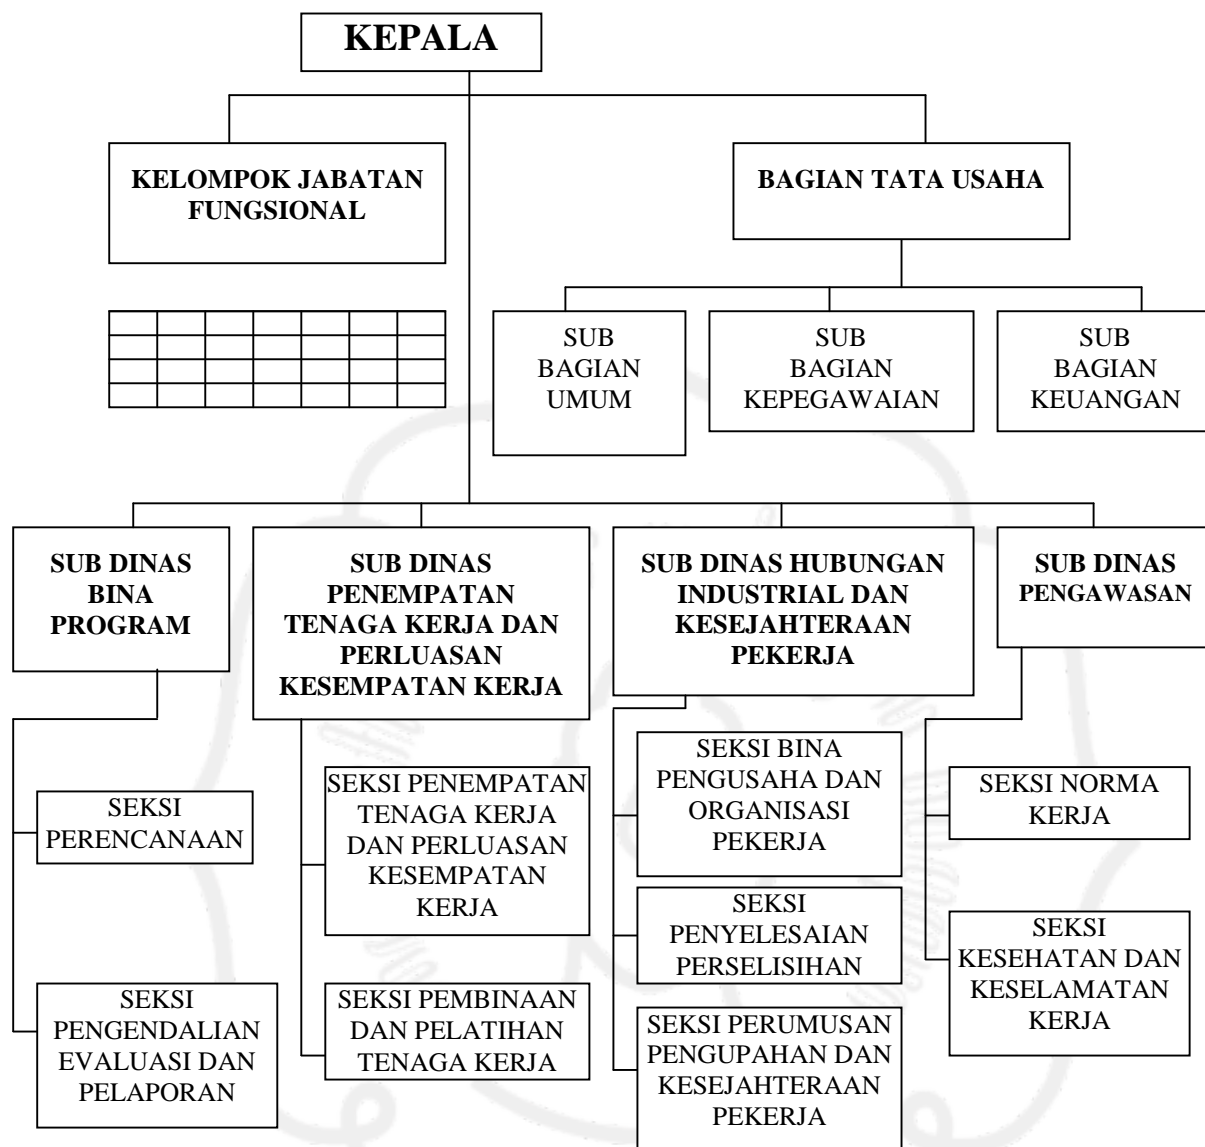 KEPALA
KELOMPOK JABATAN
FUNGSIONAL
BAGIAN TATA USAHA
SUB
BAGIAN
UMUM
SUB
BAGIAN
KEPEGAWAIAN
SUB
BAGIAN
KEUANGAN
SUB DINAS
BINA
PROGRAM
SUB DINAS
PENEMPATAN
TENAGA KERJA DAN
PERLUASAN
KESEMPATAN KERJA
SUB DINAS HUBUNGAN
INDUSTRIAL DAN
KESEJAHTERAAN
PEKERJA
SUB DINAS
PENGAWASAN
SEKSI
PERENCANAAN
SEKSI
PENGENDALIAN
EVALUASI DAN
PELAPORAN
SEKSI PENEMPATAN
TENAGA KERJA
DAN PERLUASAN
KESEMPATAN
KERJA
SEKSI PEMBINAAN
DAN PELATIHAN
TENAGA KERJA
SEKSI BINA
PENGUSAHA DAN
ORGANISASI
PEKERJA
SEKSI
PENYELESAIAN
PERSELISIHAN
SEKSI PERUMUSAN
PENGUPAHAN DAN
KESEJAHTERAAN
PEKERJA
SEKSI NORMA
KERJA
SEKSI
KESEHATAN DAN
KESELAMATAN
KERJA